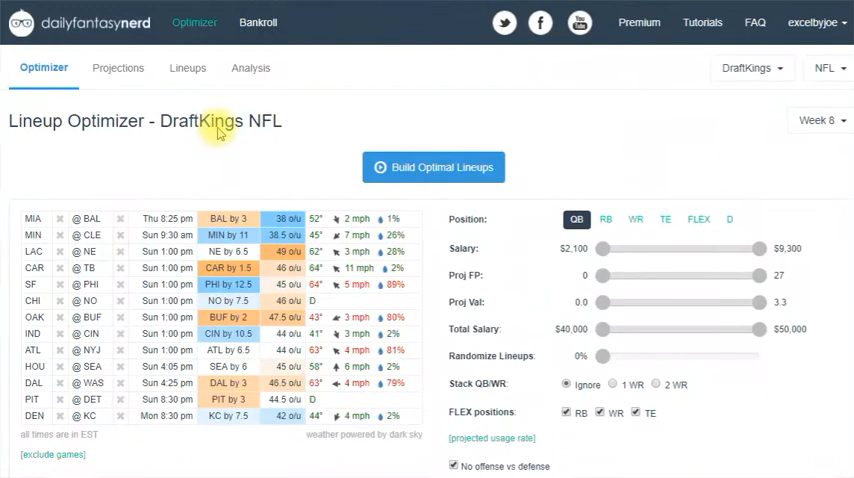 dailyfantasynerd Optimizer Bankroll You Tube Premium Tutorials FAQ excelbyjoe
Optimizer Projections Lineups Analysis DraftKings NFL
Lineup Optimizer - DraftKings NFL Week 8
Build Optimal Lineups
MIA @ BAL Thu 8:25 pm BAL by 3 38 o/u 52° 2 mph 1%
MIN @ CLE Sun 9:30 am MIN by 11 38.5 o/u 45° 7 mph 26%
LAC @ NE Sun 1:00 pm NE by 6.5 49 o/u 62° 3 mph 28%
CAR @ TB Sun 1:00 pm CAR by 1.5 46 o/u 64° 11 mph 2%
SF @ PHI Sun 1:00 pm PHI by 12.5 45 o/u 64° 5 mph 89%
CHI @ NO Sun 1:00 pm NO by 7.5 46 o/u D
OAK @ BUF Sun 1:00 pm BUF by 2 47.5 o/u 43° 3 mph 80%
IND @ CIN Sun 1:00 pm CIN by 10.5 44 o/u 41° 3 mph 2%
ATL @ NYJ Sun 1:00 pm ATL by 6.5 44 o/u 63° 4 mph 81%
HOU @ SEA Sun 4:05 pm SEA by 6 45 o/u 58° 6 mph 2%
DAL @ WAS Sun 4:25 pm DAL by 3 46.5 o/u 63° 4 mph 79%
PIT @ DET Sun 8:30 pm PIT by 3 44.5 o/u D
DEN @ KC Mon 8:30 pm KC by 7.5 42 o/u 44° 4 mph 2%
all times are in EST weather powered by dark sky
[exclude games]
Position: QB RB WR TE FLEX D
Salary: $2,100 $9,300
Proj FP: 0 27
Proj Val: 0.0 3.3
Total Salary: $40,000 $50,000
Randomize Lineups: 0%
Stack QB/WR: Ignore 1 WR 2 WR
FLEX positions: RB WR TE
[projected usage rate]
No offense vs defense